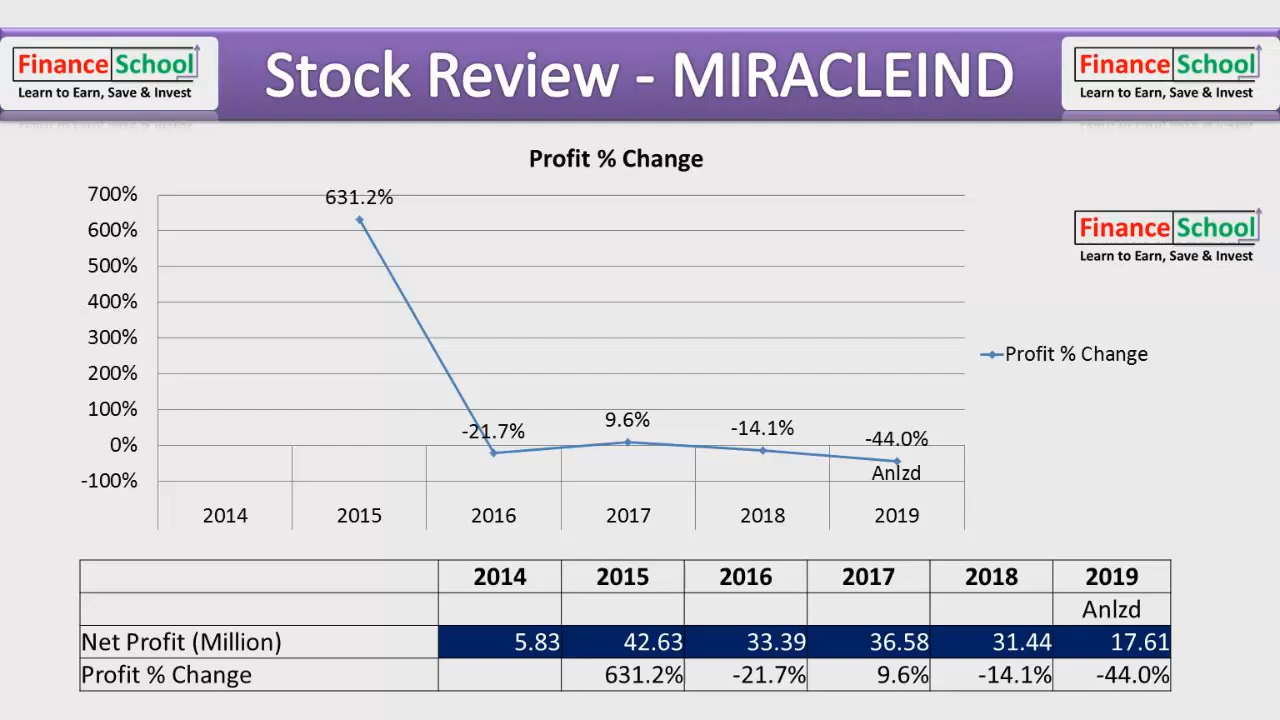 Finance School
Learn to Earn, Save & Invest
Stock Review - MIRACLEIND
Finance School
Learn to Earn, Save & Invest
Profit % Change
700%
600%
500%
400%
300%
200%
100%
0%
-100%
631.2%
-21.7%
9.6%
-14.1%
-44.0%
Anlzd
2014 2015 2016 2017 2018 2019
Finance School
Learn to Earn, Save & Invest
Profit % Change
2014 2015 2016 2017 2018 2019
Anlzd
Net Profit (Million) 5.83 42.63 33.39 36.58 31.44 17.61
Profit % Change 631.2% -21.7% 9.6% -14.1% -44.0%